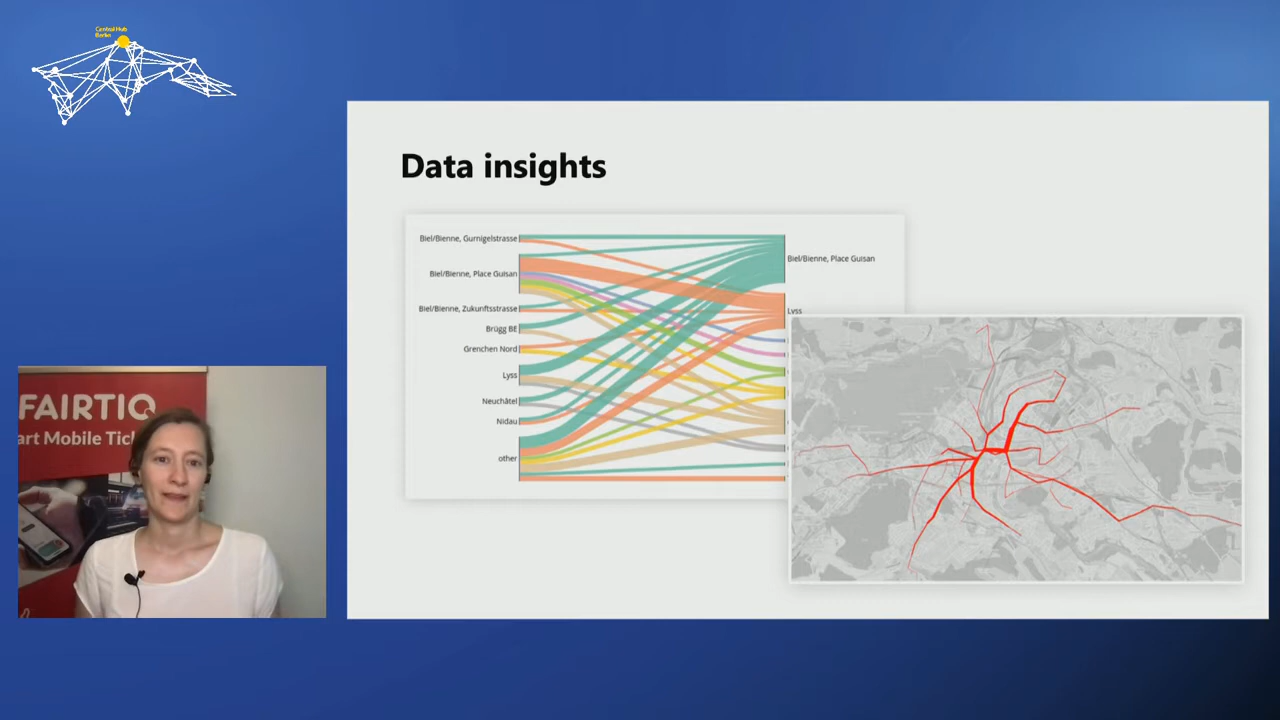 Central Hub
Berlin
Data insights
Biel/Bienne, Gurnigelstrasse
Biel/Bienne, Place Guisan
Biel/Bienne, Zukunftsstrasse
Brügg BE
Grenchen Nord
Lyss
Neuchâtel
Nidau
other
Biel/Bienne, Place Guisan
Lyss
FAIRTIQ
art Mobile Tick